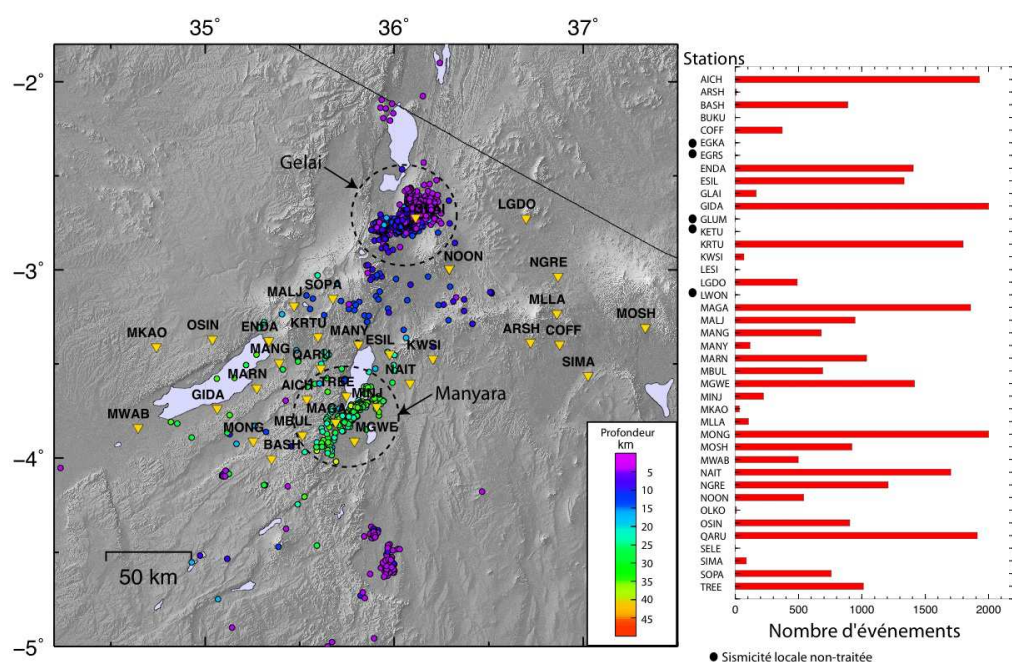 35° 36° 37°
Stations
−2°
−3°
−4°
−5°
Gelai
GLAI
LGDO
NOON
NGRE
SOPA
MALJ
MLLA
MOSH
OSIN
MKAO
ENDA
KRTU
MANY
ARSH
COFF
ESIL
KWSI
MANG
QARU
SIMA
NAIT
MARN
TREE
AICH
MINJ
Manyara
GIDA
MAGA
MWAB
MBUL
MONG
MGWE
BASH
50 km
Profondeur
km
5
10
15
20
25
30
35
40
45
AICH
ARSH
BASH
BUKU
COFF
EGKA
EGRS
ENDA
ESIL
GLAI
GIDA
GLUM
KETU
KRTU
KWSI
LESI
LGDO
LWON
MAGA
MALJ
MANG
MANY
MARN
MBUL
MGWE
MINJ
MKAO
MLLA
MONG
MOSH
MWAB
NAIT
NGRE
NOON
OLKO
OSIN
QARU
SELE
SIMA
SOPA
TREE
0 500 1000 1500 2000
Nombre d'événements
Sismicité locale non-traitée